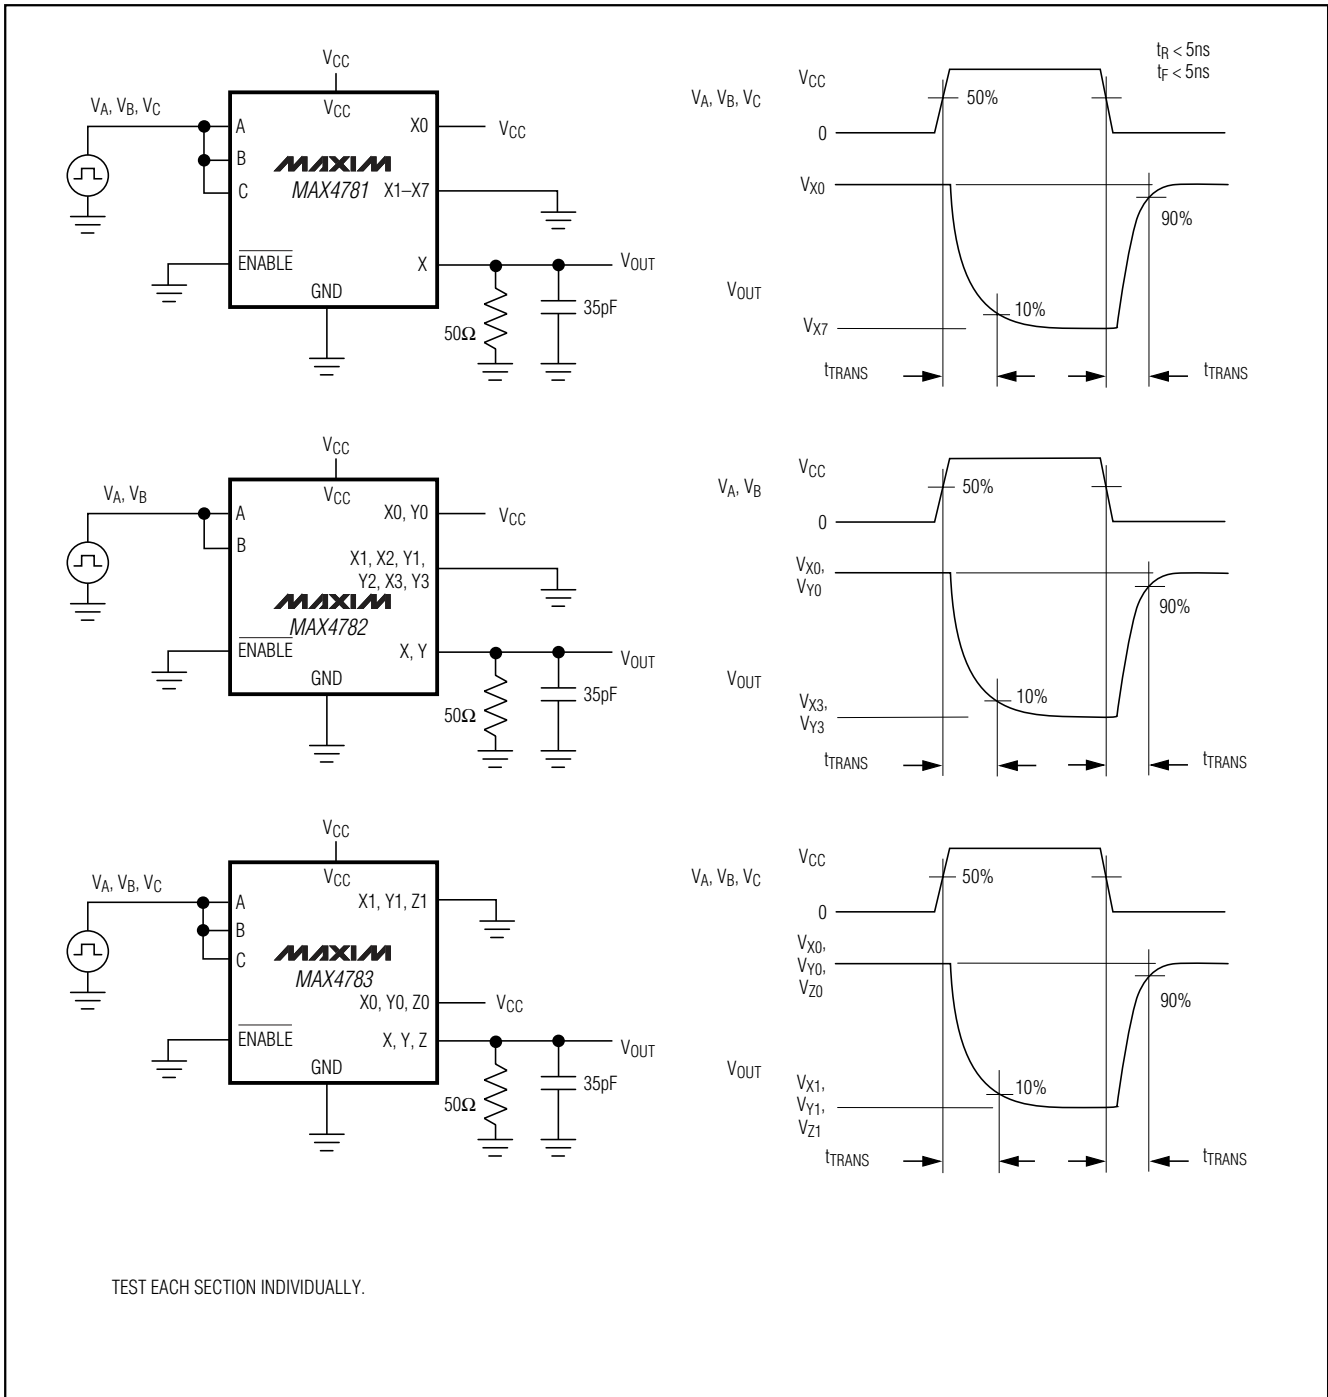 VCC
VA, VB, VC
VCC
A
B
C
X0
VCC
MAXIM
MAX4781
X1–X7
ENABLE
X
VOUT
GND
50Ω
35pF
tR < 5ns
tF < 5ns
VA, VB, VC
VCC
50%
0
VX0
90%
VOUT
10%
VX7
tTRANS
tTRANS
VCC
VA, VB
VCC
A
B
X0, Y0
VCC
X1, X2, Y1,
Y2, X3, Y3
MAXIM
MAX4782
ENABLE
X, Y
VOUT
GND
50Ω
35pF
VA, VB
VCC
50%
0
VX0,
VY0
90%
VOUT
10%
VX3,
VY3
tTRANS
tTRANS
VCC
VA, VB, VC
VCC
A
B
C
X1, Y1, Z1
MAXIM
MAX4783
X0, Y0, Z0
VCC
ENABLE
X, Y, Z
VOUT
GND
50Ω
35pF
VA, VB, VC
VCC
50%
0
VX0,
VY0,
VZ0
90%
VOUT
10%
VX1,
VY1,
VZ1
tTRANS
tTRANS
TEST EACH SECTION INDIVIDUALLY.